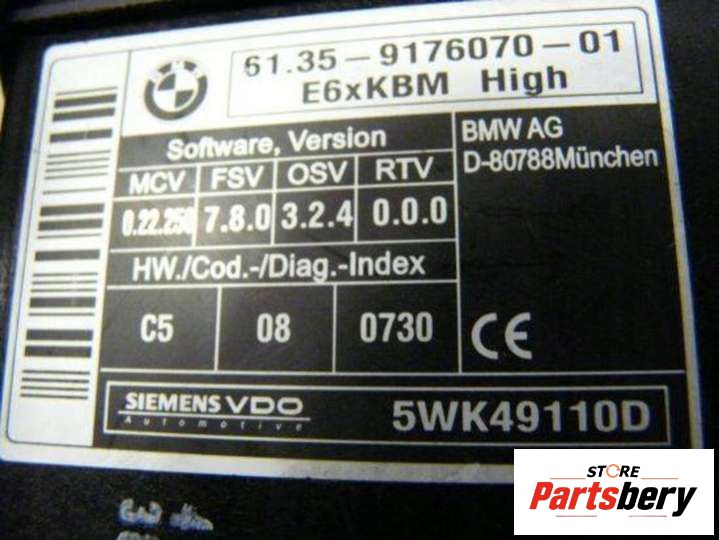 BMW
61.35-9176070-01
E6xKBM High
Software, Version
MCV FSV OSV RTV
0.22.250 7.8.0 3.2.4 0.0.0
HW./Cod.-/Diag.-Index
C5 08 0730
BMW AG
D-80788München
CE
SIEMENS VDO
Automotive
5WK49110D
STORE
Partsbery